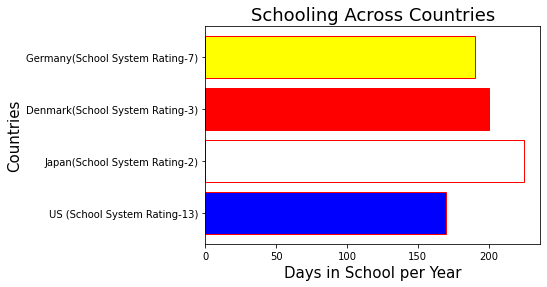 Schooling Across Countries
Countries
Germany(School System Rating-7)
Denmark(School System Rating-3)
Japan(School System Rating-2)
US (School System Rating-13)
0 50 100 150 200
Days in School per Year